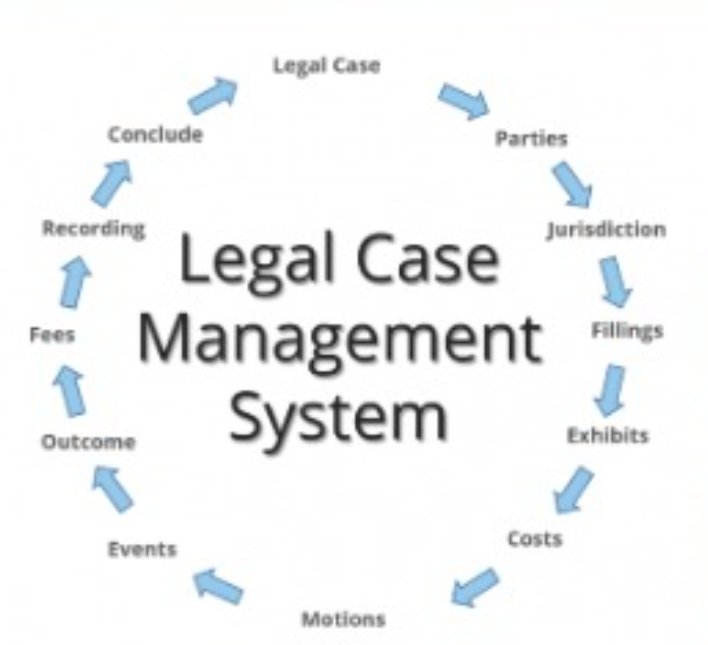 Legal Case
Parties
Jurisdiction
Fillings
Exhibits
Costs
Motions
Events
Outcome
Fees
Recording
Conclude
Legal Case
Management
System